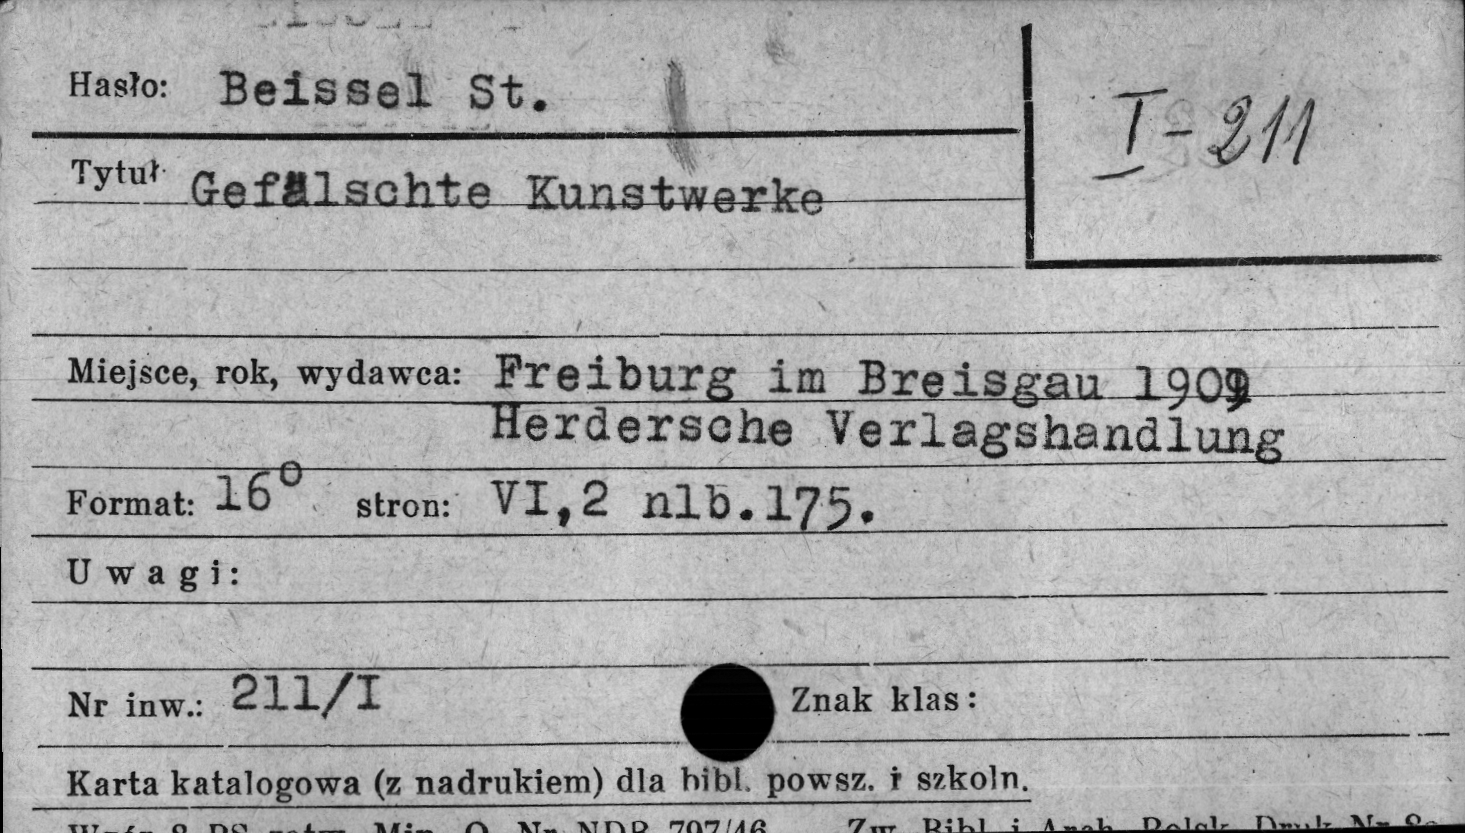 Hasło: Beissel St.
I-211
Tytuł Gefälschte Kunstwerke
Miejsce, rok, wydawca: Freiburg im Breisgau 1909
Herdersche Verlagshandlung
Format: 16° stron: VI,2 nlb.175.
Uwagi:
Nr inw.: 211/I Znak klas:
Karta katalogowa (z nadrukiem) dla bibl. powsz. i szkoln.